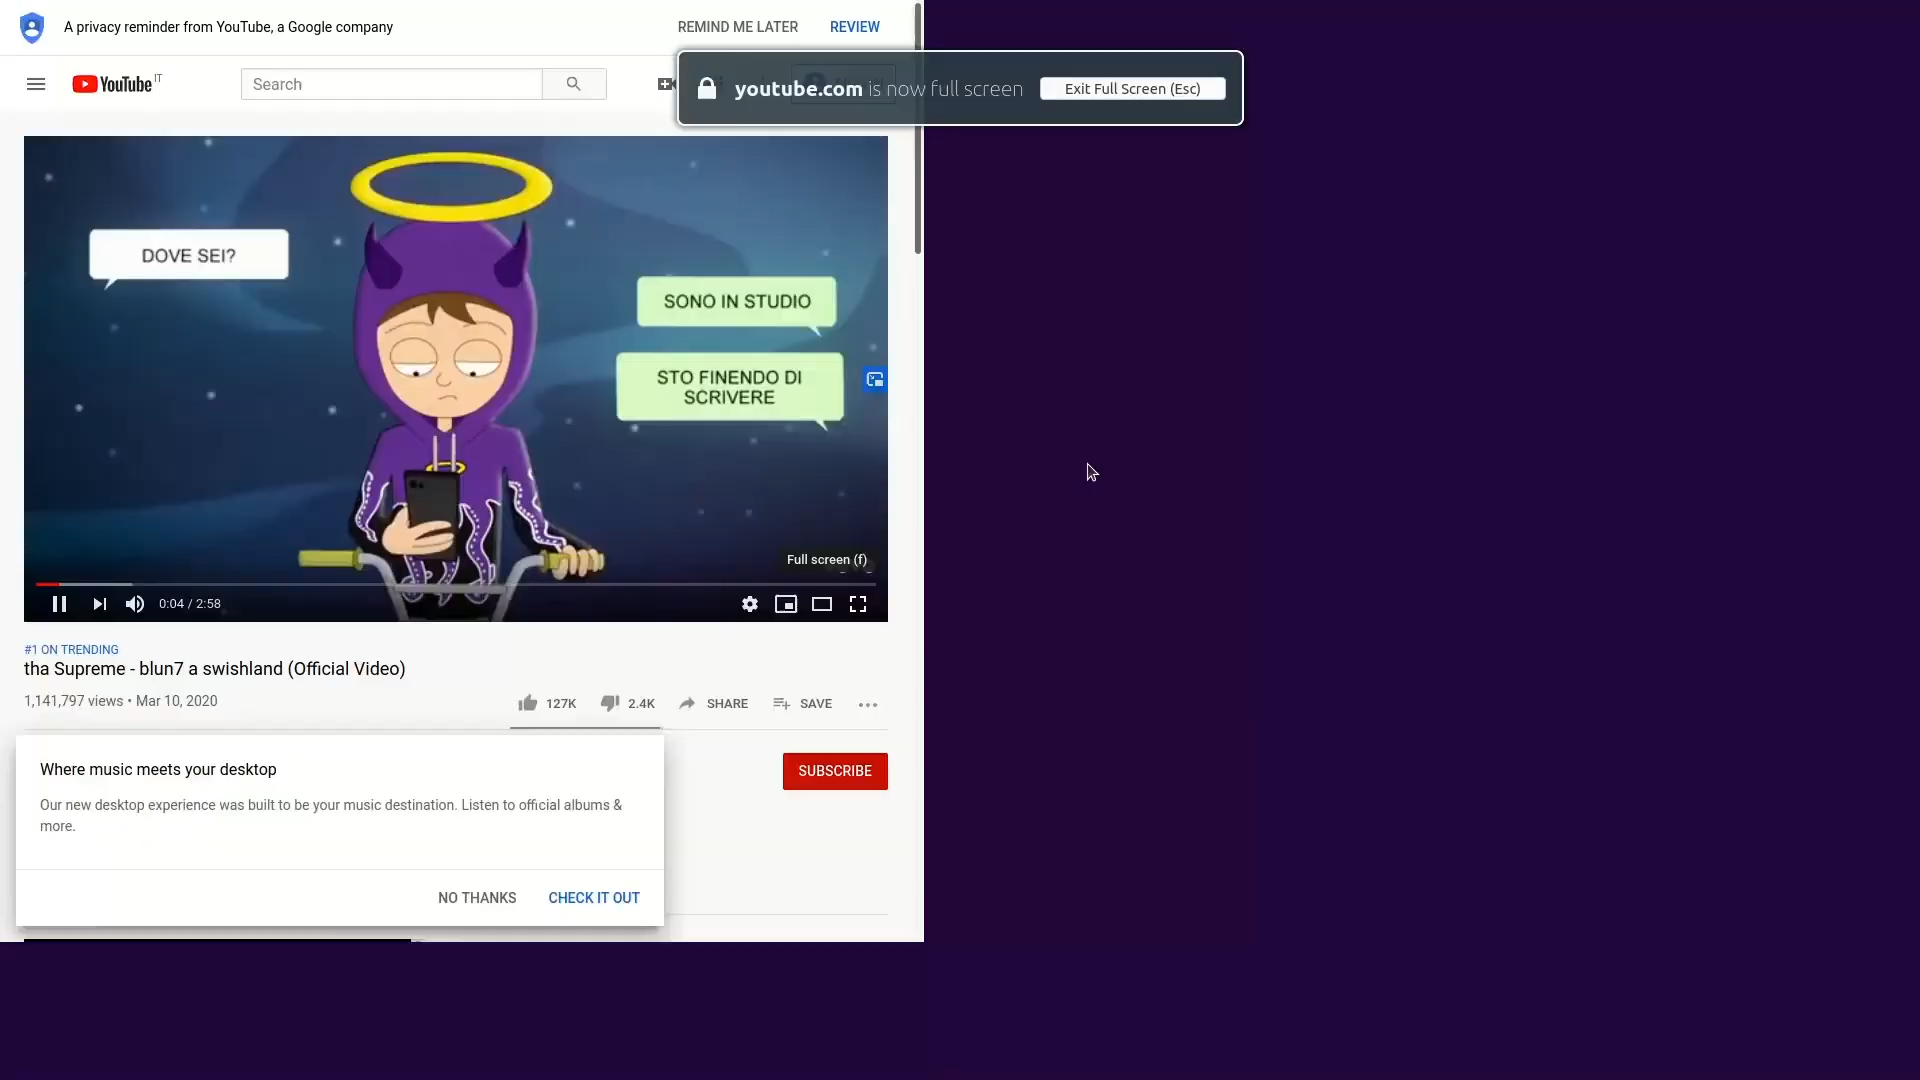 A privacy reminder from YouTube, a Google company
REMIND ME LATER
REVIEW
YouTube IT
Search
youtube.com is now full screen
Exit Full Screen (Esc)
DOVE SEI?
SONO IN STUDIO
STO FINENDO DI
SCRIVERE
Full screen (f)
0:04 / 2:58
#1 ON TRENDING
tha Supreme - blun7 a swishland (Official Video)
1,141,797 views • Mar 10, 2020
127K
2.4K
SHARE
SAVE
Where music meets your desktop
Our new desktop experience was built to be your music destination. Listen to official albums &
more.
SUBSCRIBE
NO THANKS
CHECK IT OUT